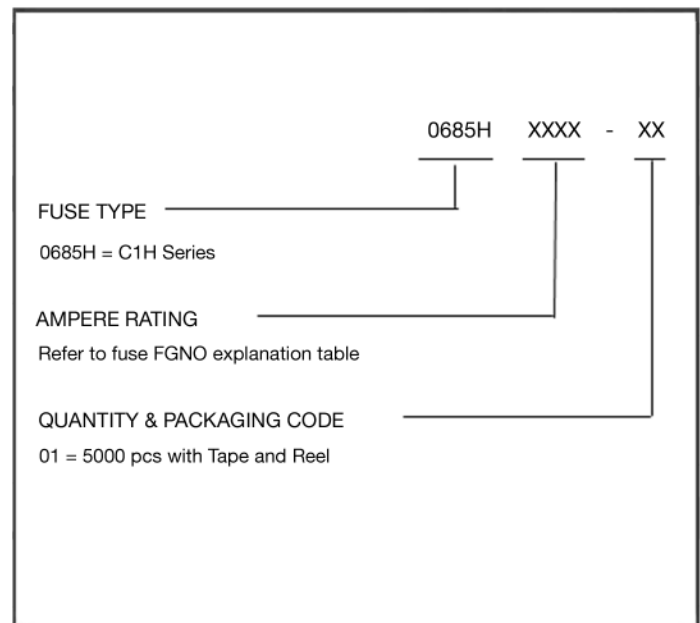 0685H XXXX - XX
FUSE TYPE
0685H = C1H Series
AMPERE RATING
Refer to fuse FGNO explanation table
QUANTITY & PACKAGING CODE
01 = 5000 pcs with Tape and Reel